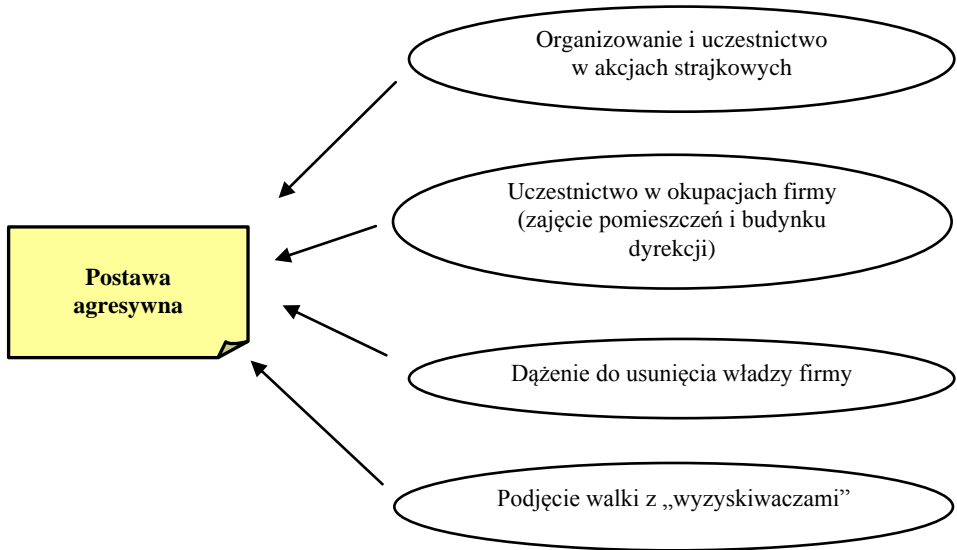 Organizowanie i uczestnictwo
w akcjach strajkowych
Uczestnictwo w okupacjach firmy
(zajęcie pomieszczeń i budynku
dyrekcji)
Postawa
agresywna
Dążenie do usunięcia władzy firmy
Podjęcie walki z „wyzyskiwaczami”